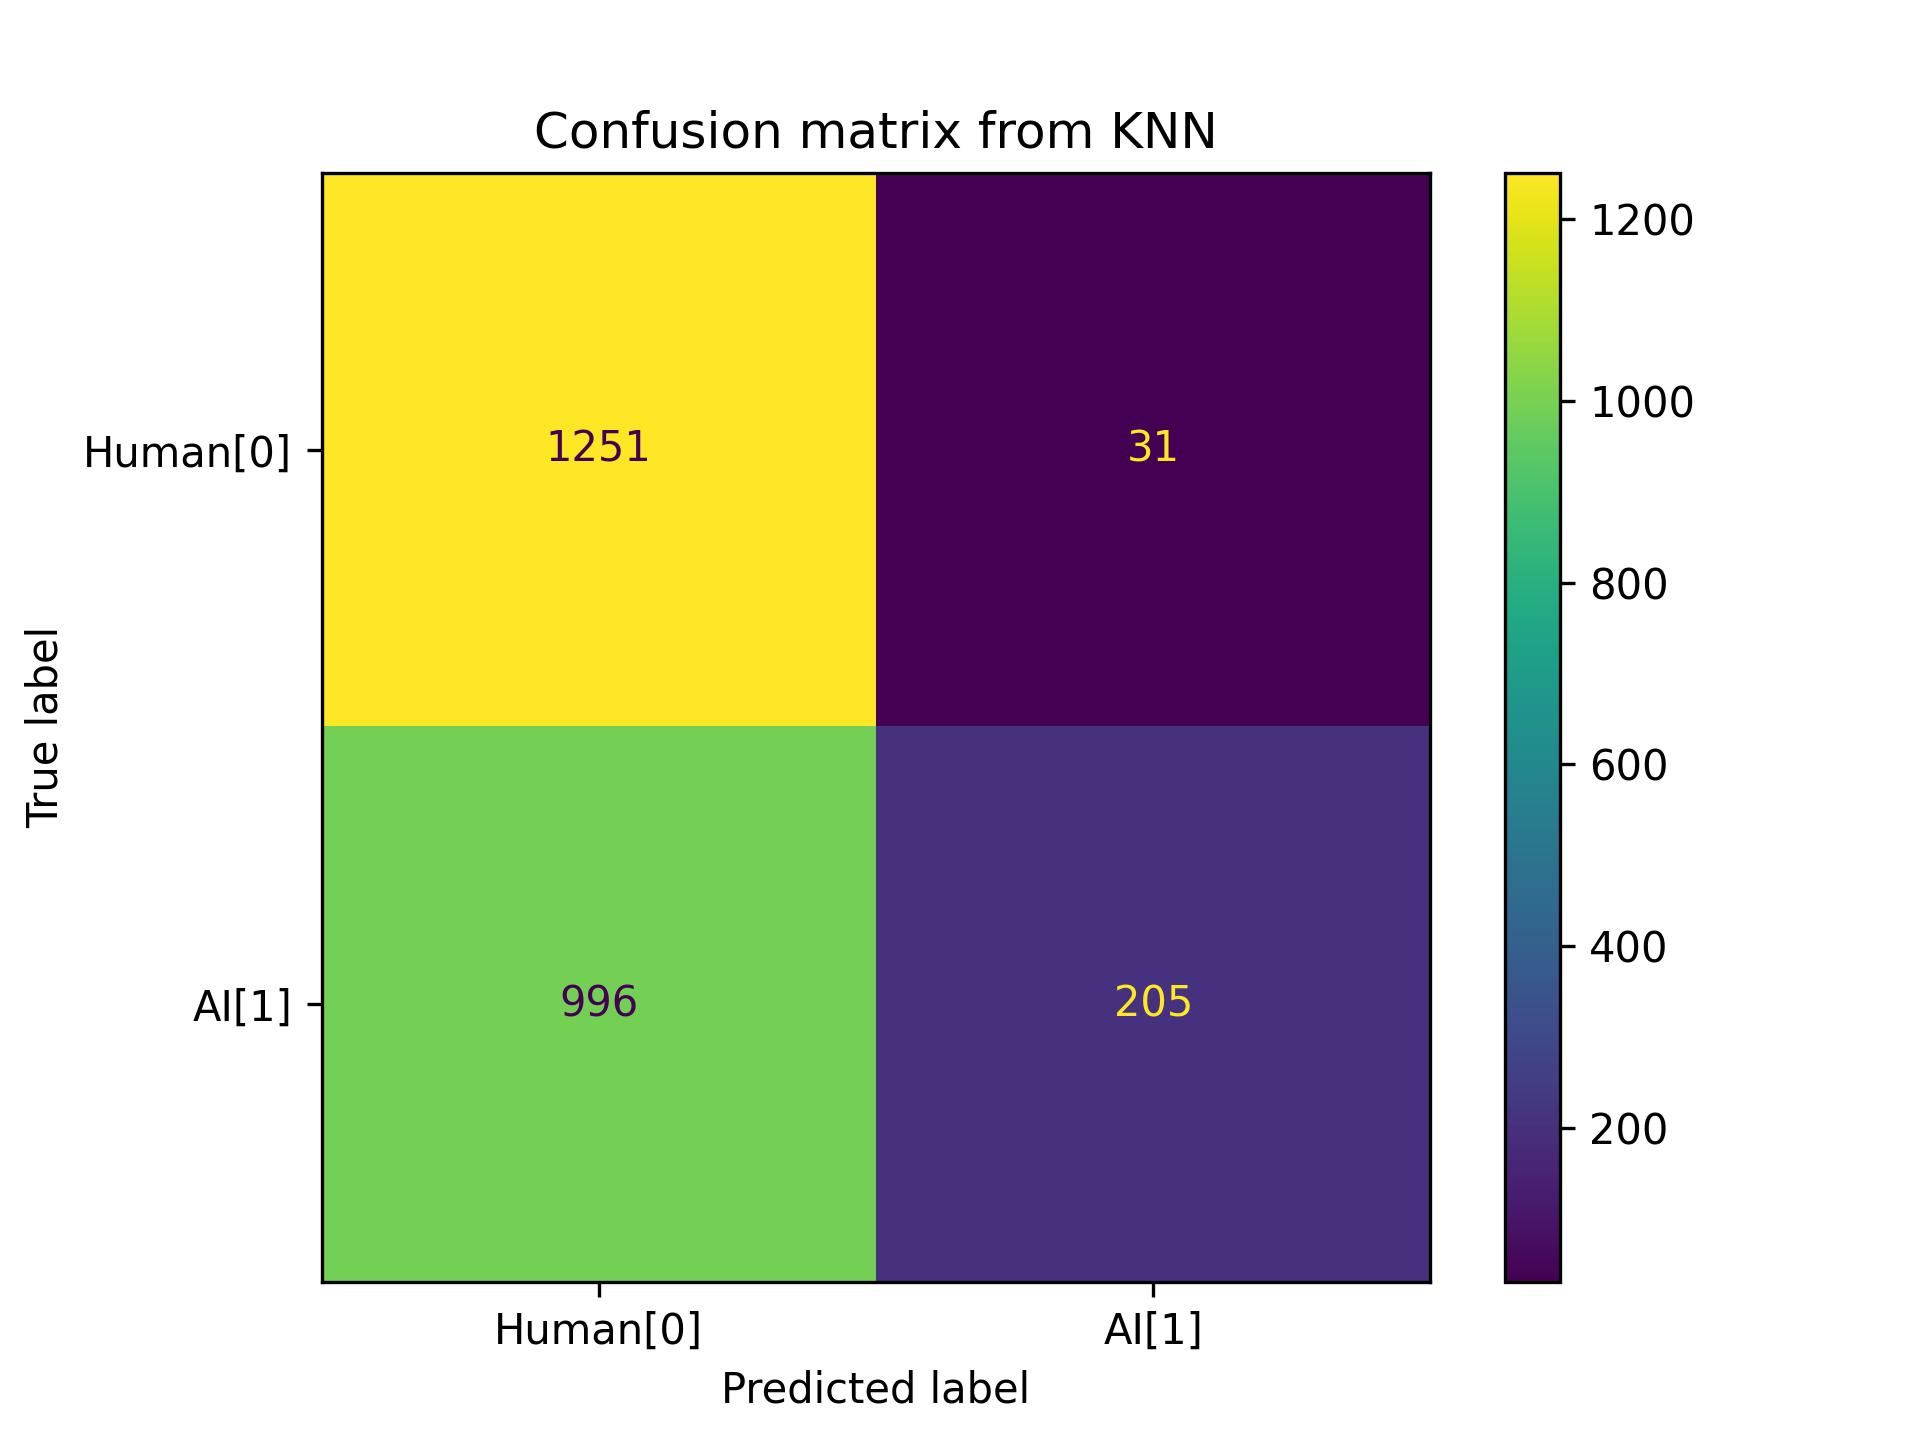 Confusion matrix from KNN
True label
Human[0]
AI[1]
1251
31
996
205
Human[0]
AI[1]
Predicted label
1200
1000
800
600
400
200